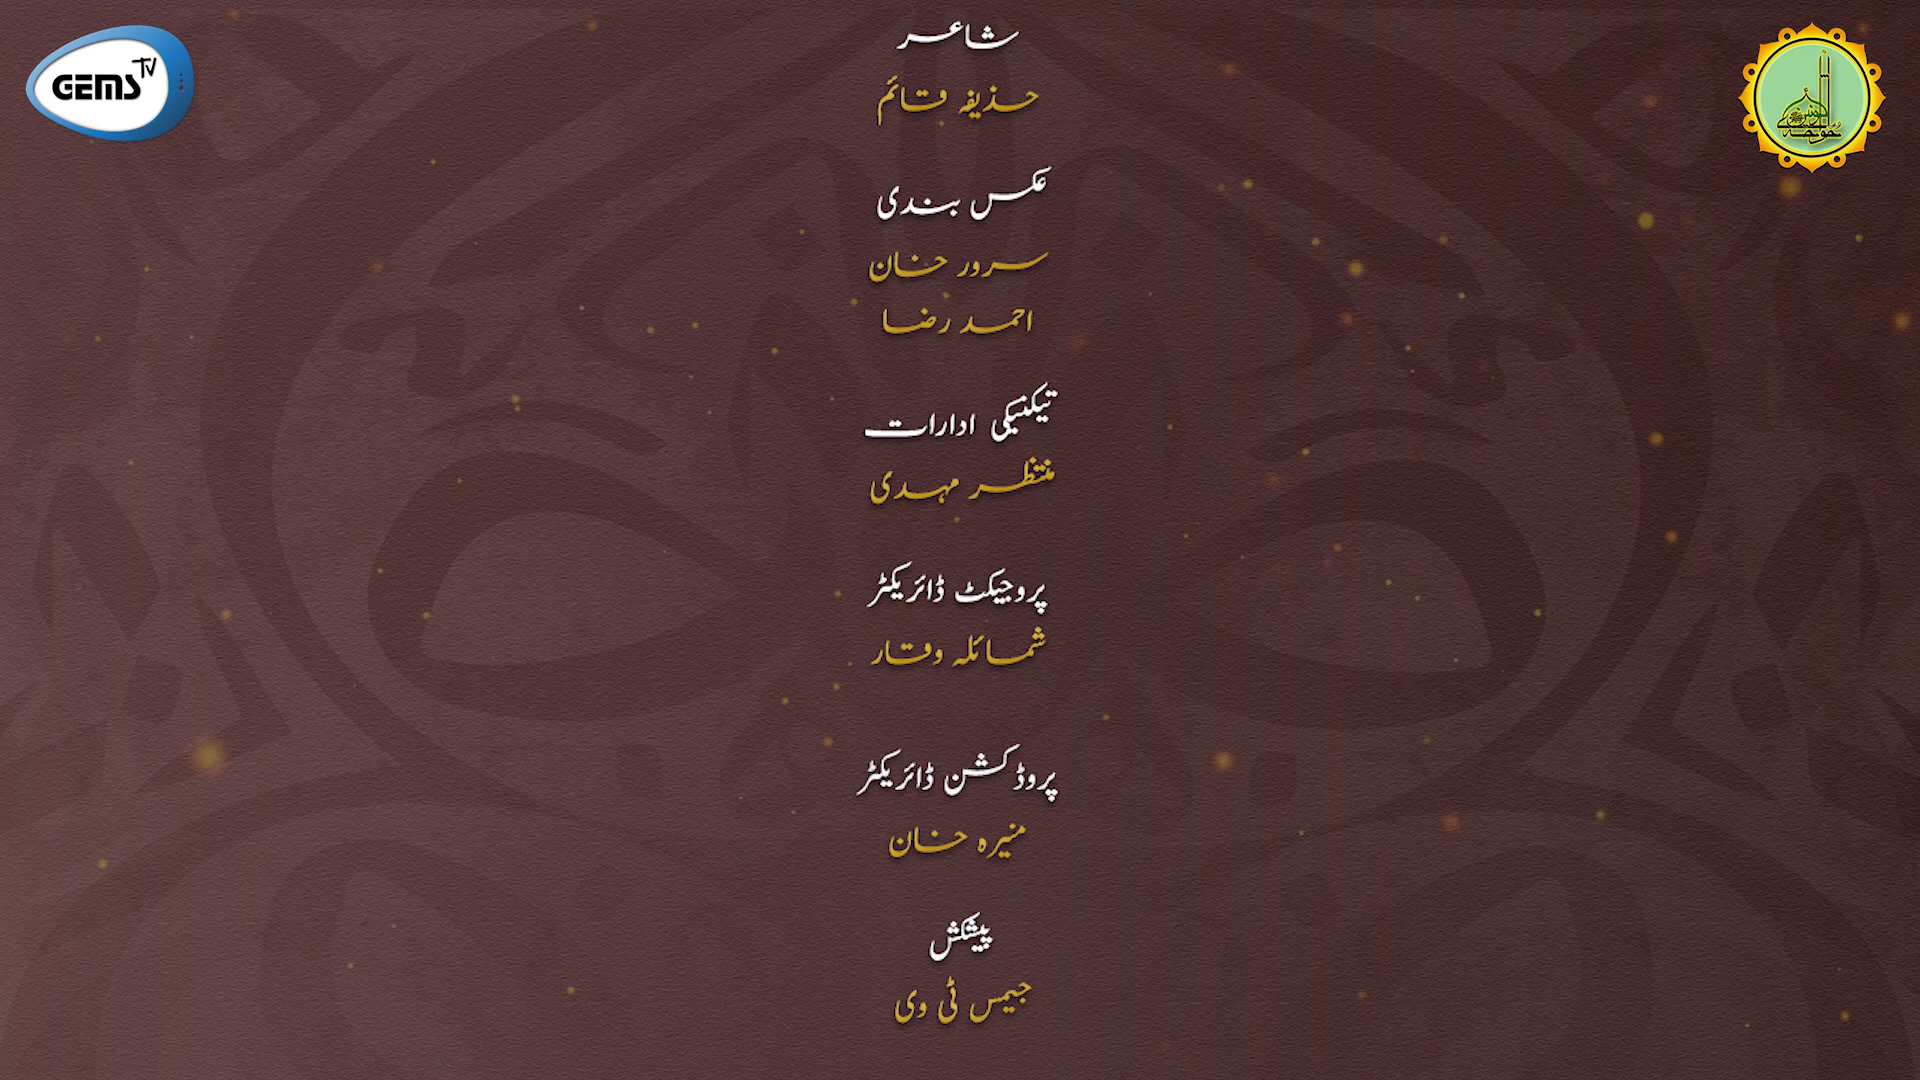 GEMS TV
شاعر
حذیفہ قائم
عکس بندی
سرور خان
احمد رضا
تیکنیکی ادارات
منتظر مہدی
پروجیکٹ ڈائریکٹر
شمائلہ وقار
پروڈکشن ڈائریکٹر
منیرہ خان
پیشکش
جیمس ٹی وی